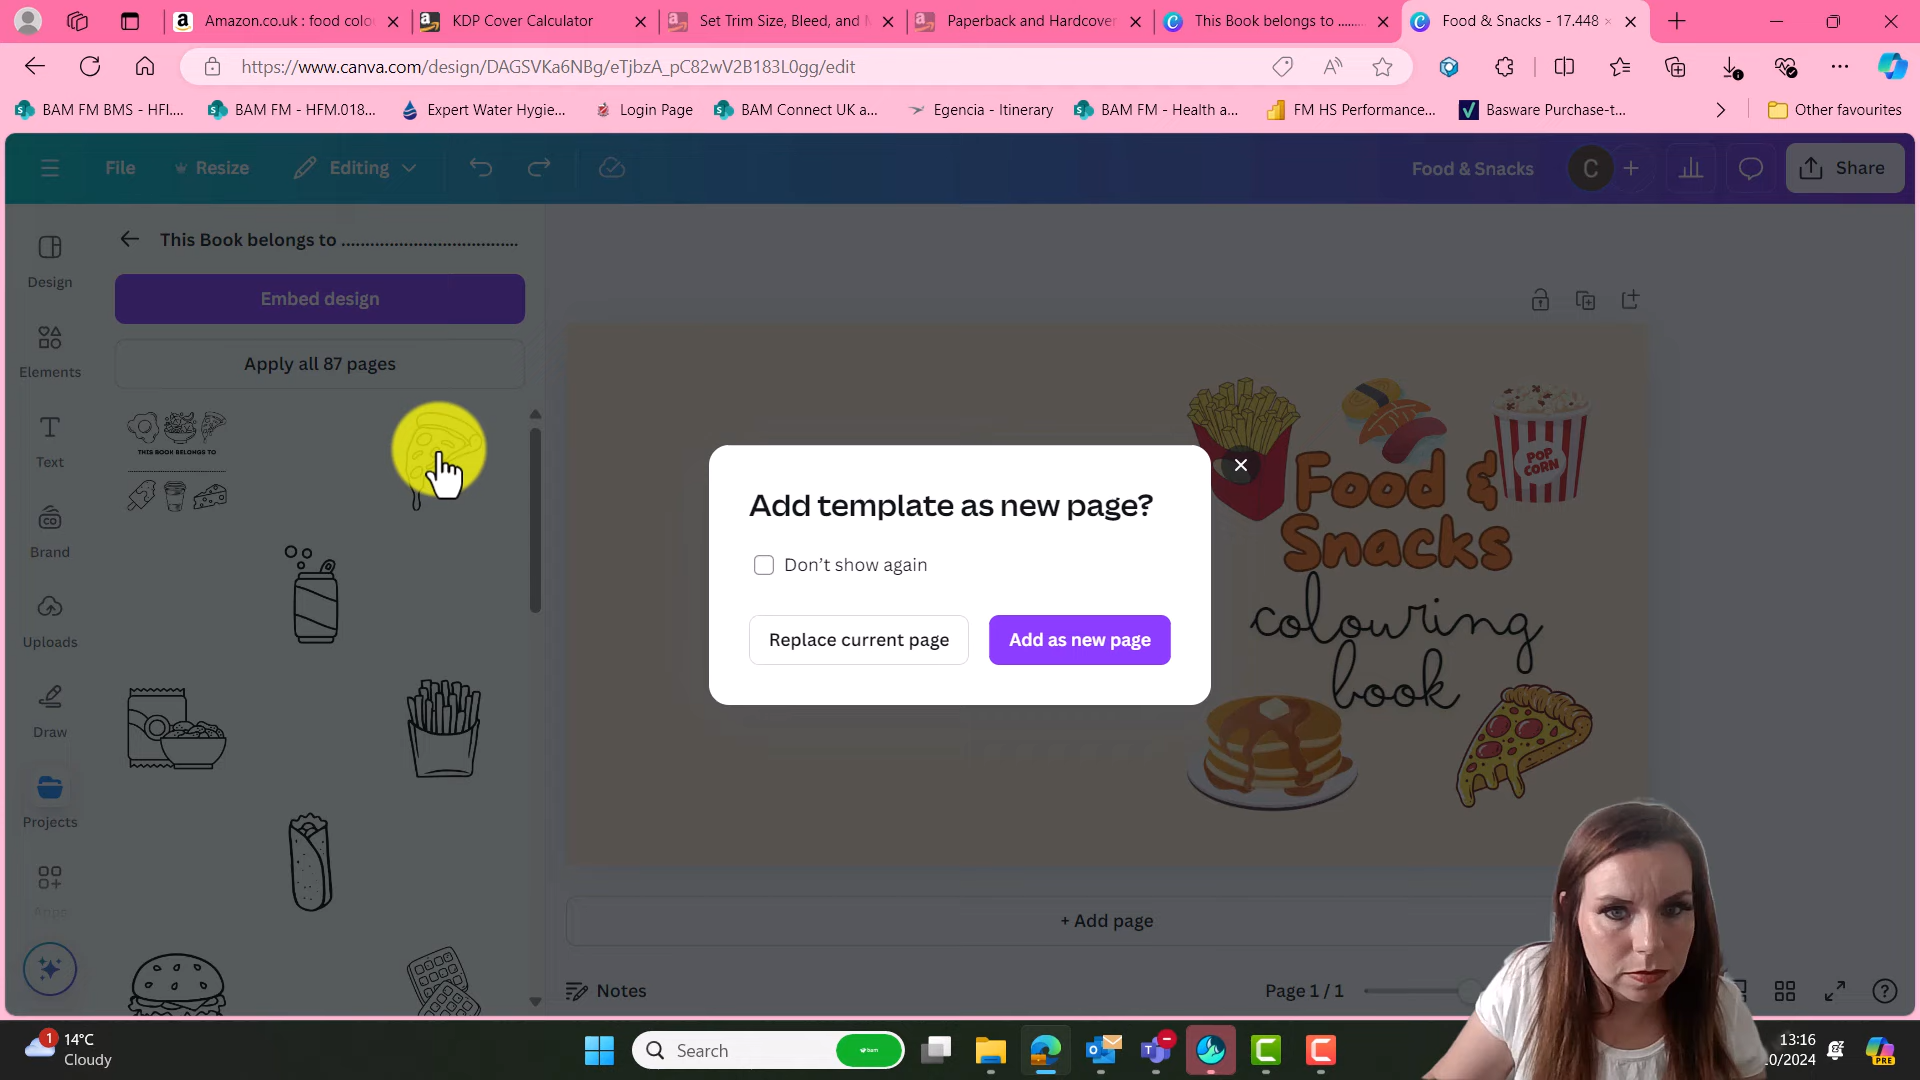 Amazon.co.uk : food colou
KDP Cover Calculator
Set Trim Size, Bleed, and M
Paperback and Hardcover
This Book belongs to ........
Food & Snacks - 17.448
https://www.canva.com/design/DAGSVKa6NBg/eTjbzA_pC82wV2B183L0gg/edit
BAM FM BMS - HFI....
BAM FM - HFM.018...
Expert Water Hygie...
Login Page
BAM Connect UK a...
Egencia - Itinerary
BAM FM - Health a...
FM HS Performance...
Basware Purchase-t...
Other favourites
File
Resize
Editing
Food & Snacks
C
Share
Design
Elements
Text
Brand
Uploads
Draw
Projects
Apps
This Book belongs to .....................................
Embed design
Apply all 87 pages
THIS BOOK BELONGS TO
POP
CORN
Food &
Snacks
colouring
book
Add template as new page?
Don't show again
Replace current page
Add as new page
+ Add page
Notes
Page 1 / 1
1
14°C
Cloudy
Search
bam
13:16
0/2024
PRE